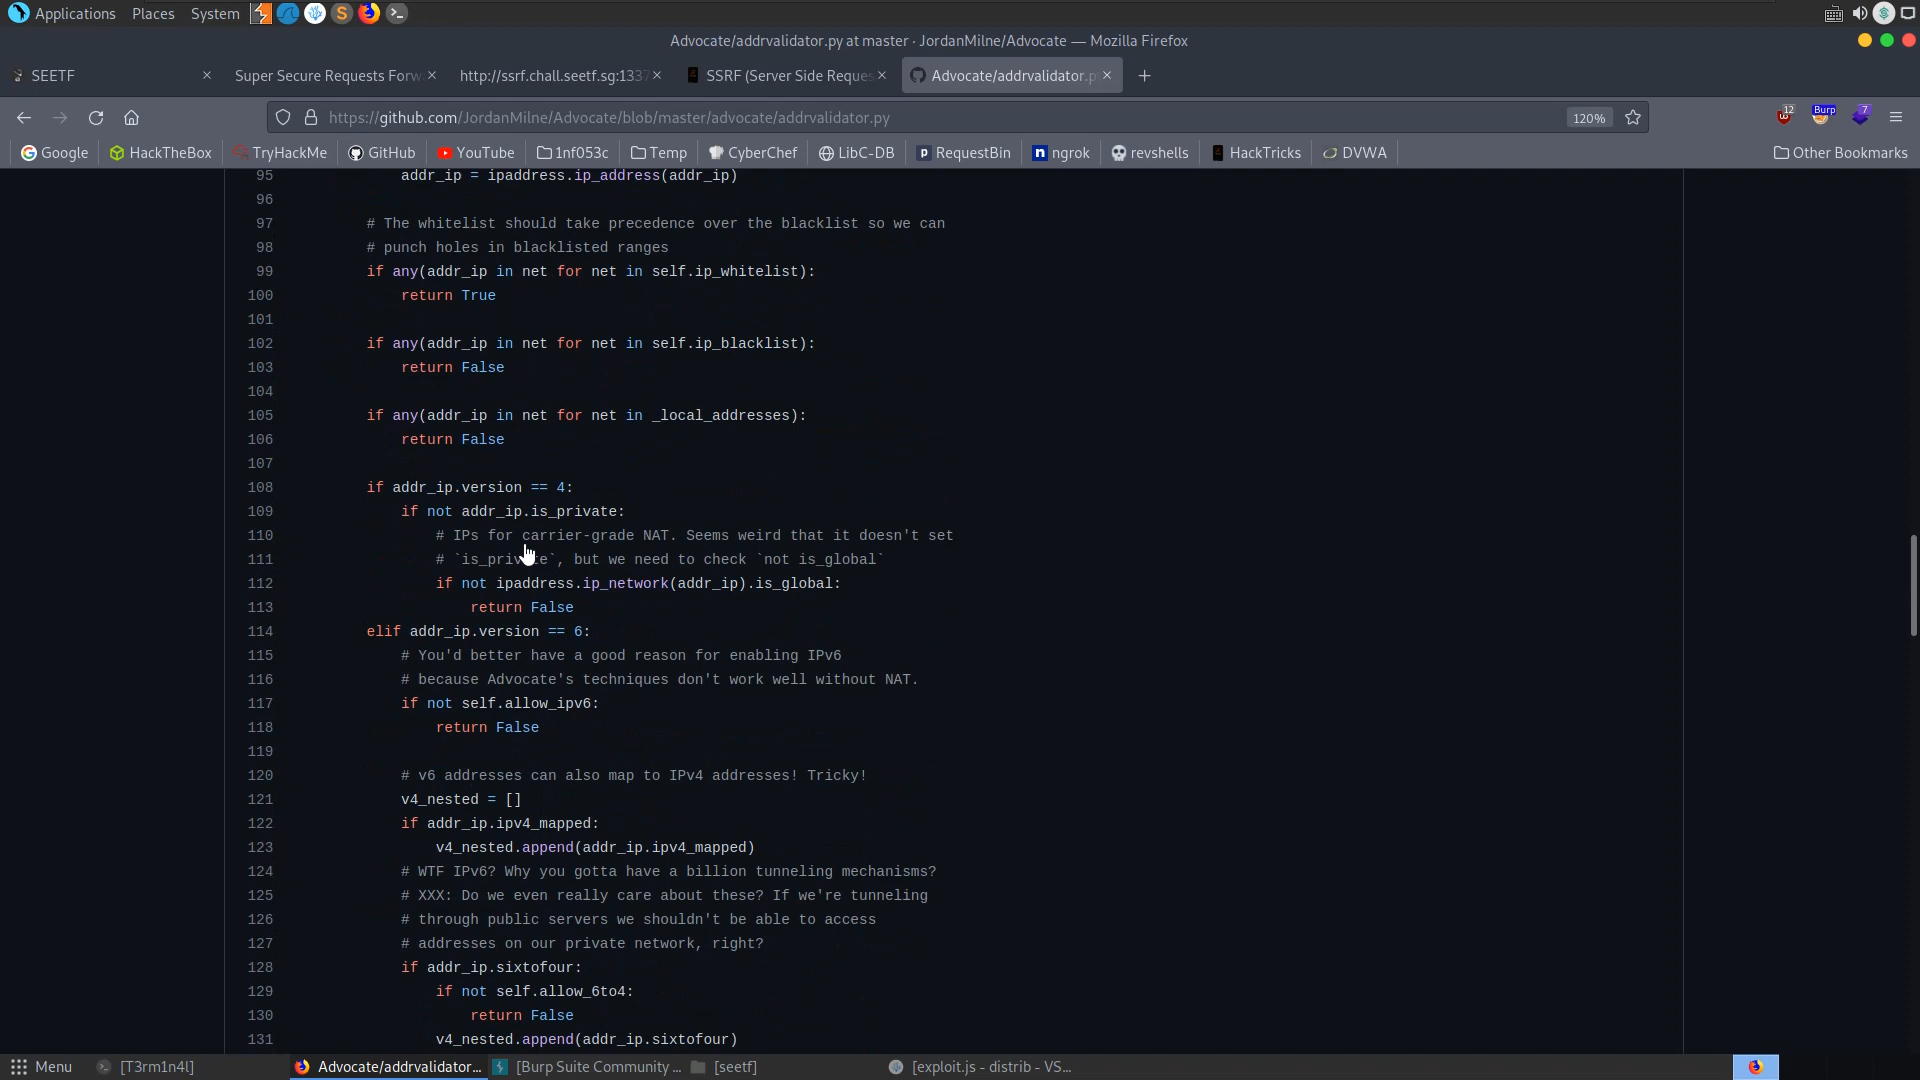 Applications Places System
Advocate/addrvalidator.py at master · JordanMilne/Advocate — Mozilla Firefox
SEETF
Super Secure Requests Forw
http://ssrf.chall.seetf.sg:1337
SSRF (Server Side Reques
Advocate/addrvalidator.p
https://github.com/JordanMilne/Advocate/blob/master/advocate/addrvalidator.py
120%
12
Burp
7
Google HackTheBox TryHackMe GitHub YouTube 1nf053c Temp CyberChef LibC-DB RequestBin ngrok revshells HackTricks DVWA Other Bookmarks
95 addr_ip = ipaddress.ip_address(addr_ip)
96
97 # The whitelist should take precedence over the blacklist so we can
98 # punch holes in blacklisted ranges
99 if any(addr_ip in net for net in self.ip_whitelist):
100 return True
101
102 if any(addr_ip in net for net in self.ip_blacklist):
103 return False
104
105 if any(addr_ip in net for net in _local_addresses):
106 return False
107
108 if addr_ip.version == 4:
109 if not addr_ip.is_private:
110 # IPs for carrier-grade NAT. Seems weird that it doesn't set
111 # `is_private`, but we need to check `not is_global`
112 if not ipaddress.ip_network(addr_ip).is_global:
113 return False
114 elif addr_ip.version == 6:
115 # You'd better have a good reason for enabling IPv6
116 # because Advocate's techniques don't work well without NAT.
117 if not self.allow_ipv6:
118 return False
119
120 # v6 addresses can also map to IPv4 addresses! Tricky!
121 v4_nested = []
122 if addr_ip.ipv4_mapped:
123 v4_nested.append(addr_ip.ipv4_mapped)
124 # WTF IPv6? Why you gotta have a billion tunneling mechanisms?
125 # XXX: Do we even really care about these? If we're tunneling
126 # through public servers we shouldn't be able to access
127 # addresses on our private network, right?
128 if addr_ip.sixtofour:
129 if not self.allow_6to4:
130 return False
131 v4_nested.append(addr_ip.sixtofour)
Menu [T3rm1n4l] Advocate/addrvalidator... [Burp Suite Community ... [seetf] [exploit.js - distrib - VS...